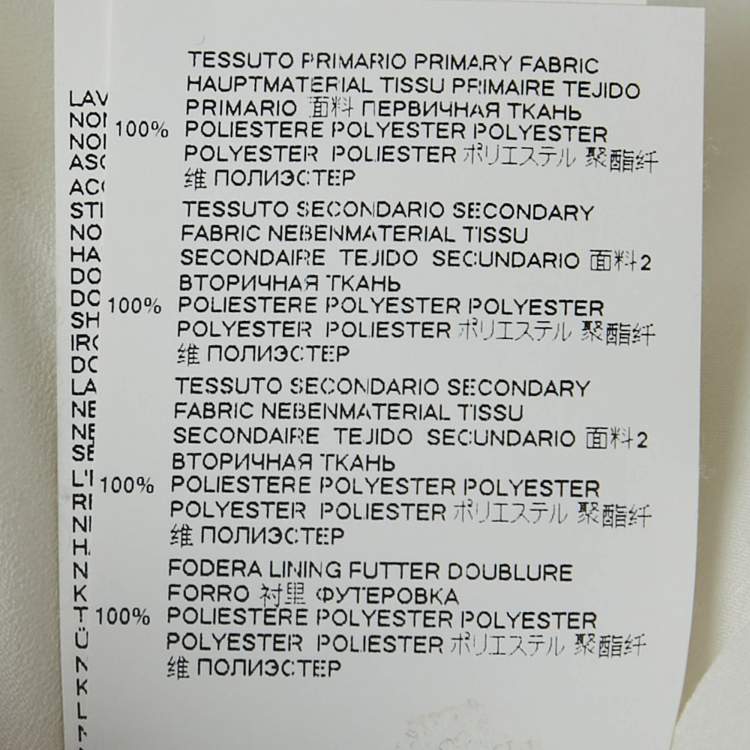 TESSUTO PRIMARIO PRIMARY FABRIC
HAUPTMATERIAL TISSU PRIMAIRE TEJIDO
PRIMARIO 面料 ПЕРВИЧНАЯ ТКАНЬ
100% POLIESTERE POLYESTER POLYESTER
POLYESTER POLIESTER ポリエステル 聚酯纤
维 ПОЛИЭСТЕР
TESSUTO SECONDARIO SECONDARY
FABRIC NEBENMATERIAL TISSU
SECONDAIRE TEJIDO SECUNDARIO 面料2
ВТОРИЧНАЯ ТКАНЬ
100% POLIESTERE POLYESTER POLYESTER
POLYESTER POLIESTER ポリエステル 聚酯纤
维 ПОЛИЭСТЕР
TESSUTO SECONDARIO SECONDARY
FABRIC NEBENMATERIAL TISSU
SECONDAIRE TEJIDO SECUNDARIO 面料2
ВТОРИЧНАЯ ТКАНЬ
100% POLIESTERE POLYESTER POLYESTER
POLYESTER POLIESTER ポリエステル 聚酯纤
维 ПОЛИЭСТЕР
FODERA LINING FUTTER DOUBLURE
FORRO 衬里 ФУТЕРОВКА
100% POLIESTERE POLYESTER POLYESTER
POLYESTER POLIESTER ポリエステル 聚酯纤
维 ПОЛИЭСТЕР